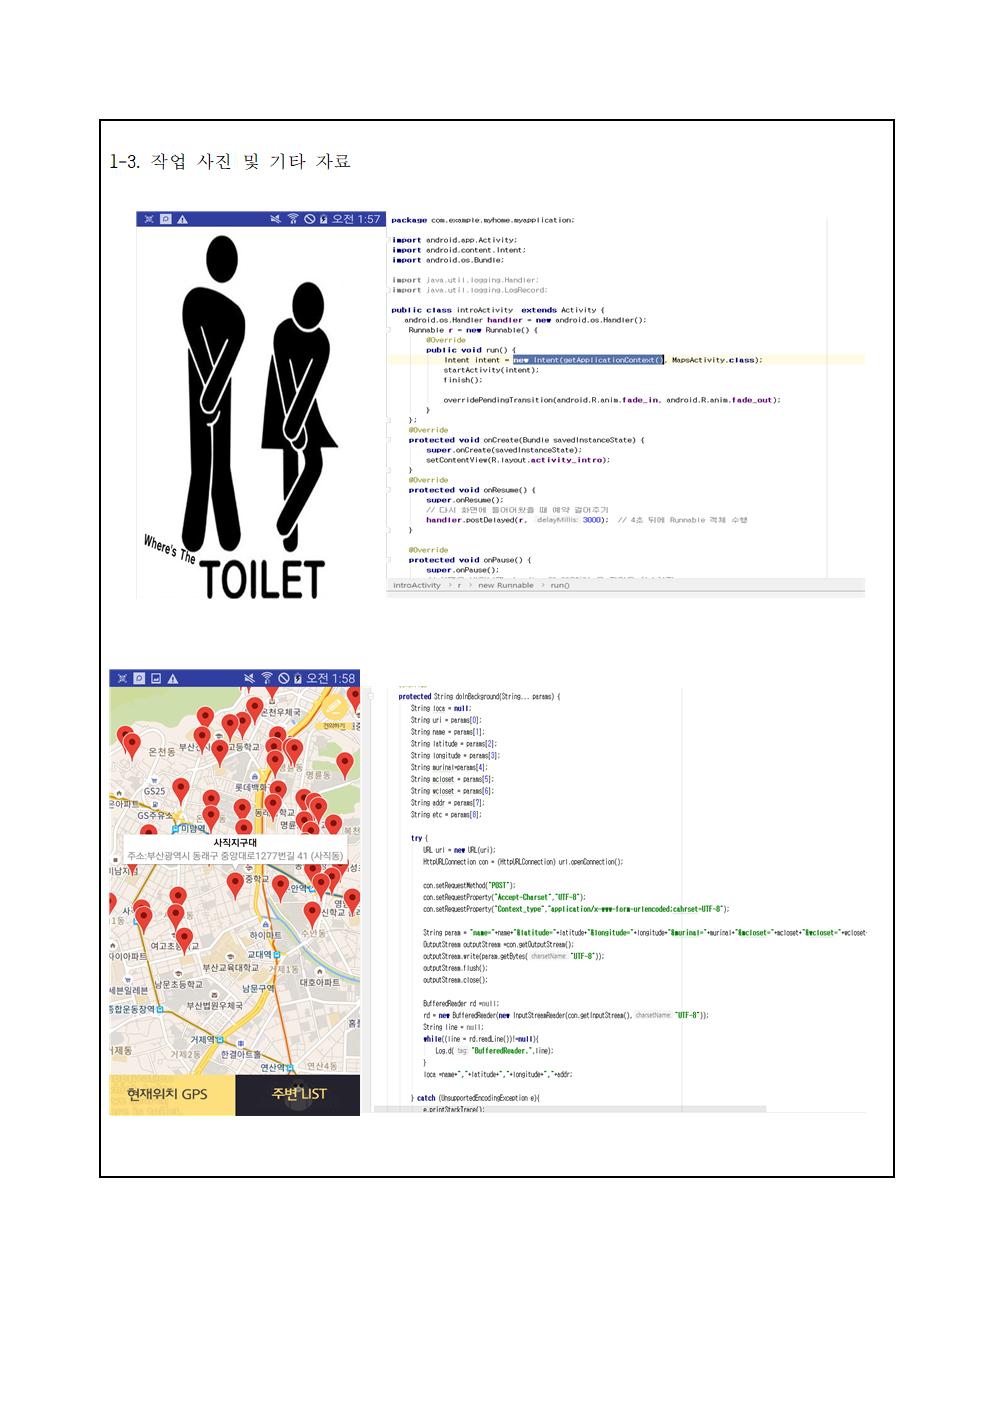 1-3. 작업 사진 및 기타 자료
오전 1:57
Where's The
TOILET
package com.example.myhome.myapplication;
import android.app.Activity;
import android.content.Intent;
import android.os.Bundle;
import java.util.logging.Handler;
import java.util.logging.LogRecord;
public class introActivity extends Activity {
android.os.Handler handler = new android.os.Handler();
Runnable r = new Runnable() {
@Override
public void run() {
Intent intent = new Intent(getApplicationContext(), MapsActivity.class);
startActivity(intent);
finish();
overridePendingTransition(android.R.anim.fade_in, android.R.anim.fade_out);
}
};
@Override
protected void onCreate(Bundle savedInstanceState) {
super.onCreate(savedInstanceState);
setContentView(R.layout.activity_intro);
}
@Override
protected void onResume() {
super.onResume();
// 다시 화면에 들어어왔을 때 예약 걸어주기
handler.postDelayed(r, delayMillis: 3000); // 4초 뒤에 Runnable 객체 수행
}
@Override
protected void onPause() {
super.onPause();
introActivity > r > new Runnable > run()
오전 1:58
온천우체국
건의하기
온천동
고등학교
명륜동
GS25
롯데백화
온아파트
GS주유소
미남역
사직지구대
주소:부산광역시 동래구 중앙대로1277번길 41 (사직동)
여고초
수안동
하이마트
교대역
부산교육대학교
거제1동
남문초등학교
남문구역
대호아파트
세븐일레븐
부산법원우체국
종합운동장역
거제역
거제동
거제2동
한결아트홀
연산역
연산4동
현재위치 GPS
주변 LIST
protected String doInBackground(String... params) {
String loca = null;
String uri = params[0];
String name = params[1];
String latitude = params[2];
String longitude = params[3];
String murinal=params[4];
String mcloset = params[5];
String wcloset = params[6];
String addr = params[7];
String etc = params[8];
try {
URL url = new URL(uri);
HttpURLConnection con = (HttpURLConnection) url.openConnection();
con.setRequestMethod("POST");
con.setRequestProperty("Accept-Charset","UTF-8");
con.setRequestProperty("Context_type","application/x-www-form-urlencoded;cahrset=UTF-8");
String param = "name="+name+"&latitude="+latitude+"&longitude="+longitude+"&murinal="+murinal+"&mcloset="+mcloset+"&wcloset="+wcloset+
OutputStream outputStream =con.getOutputStream();
outputStream.write(param.getBytes( charsetName: "UTF-8"));
outputStream.flush();
outputStream.close();
BufferedReader rd =null;
rd = new BufferedReader(new InputStreamReader(con.getInputStream(), charsetName: "UTF-8"));
String line = null;
while((line = rd.readLine())!=null){
Log.d( tag: "BufferedReader.",line);
}
loca =name+","+latitude+","+longitude+","+addr;
} catch (UnsupportedEncodingException e){
e.printStackTrace();